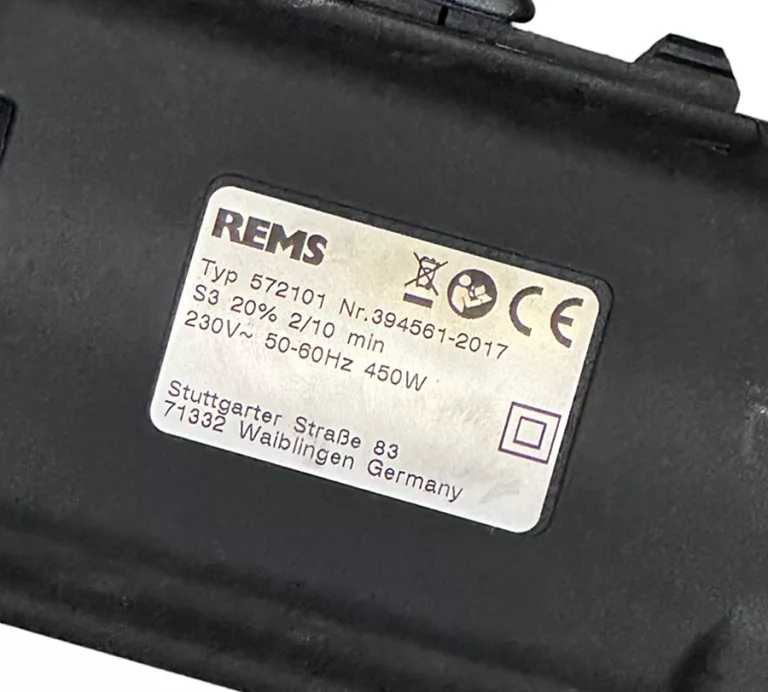 REMS
CE
Typ 572101 Nr.394561-2017
S3 20% 2/10 min
230V~ 50-60Hz 450W
Stuttgarter Straße 83
71332 Waiblingen Germany